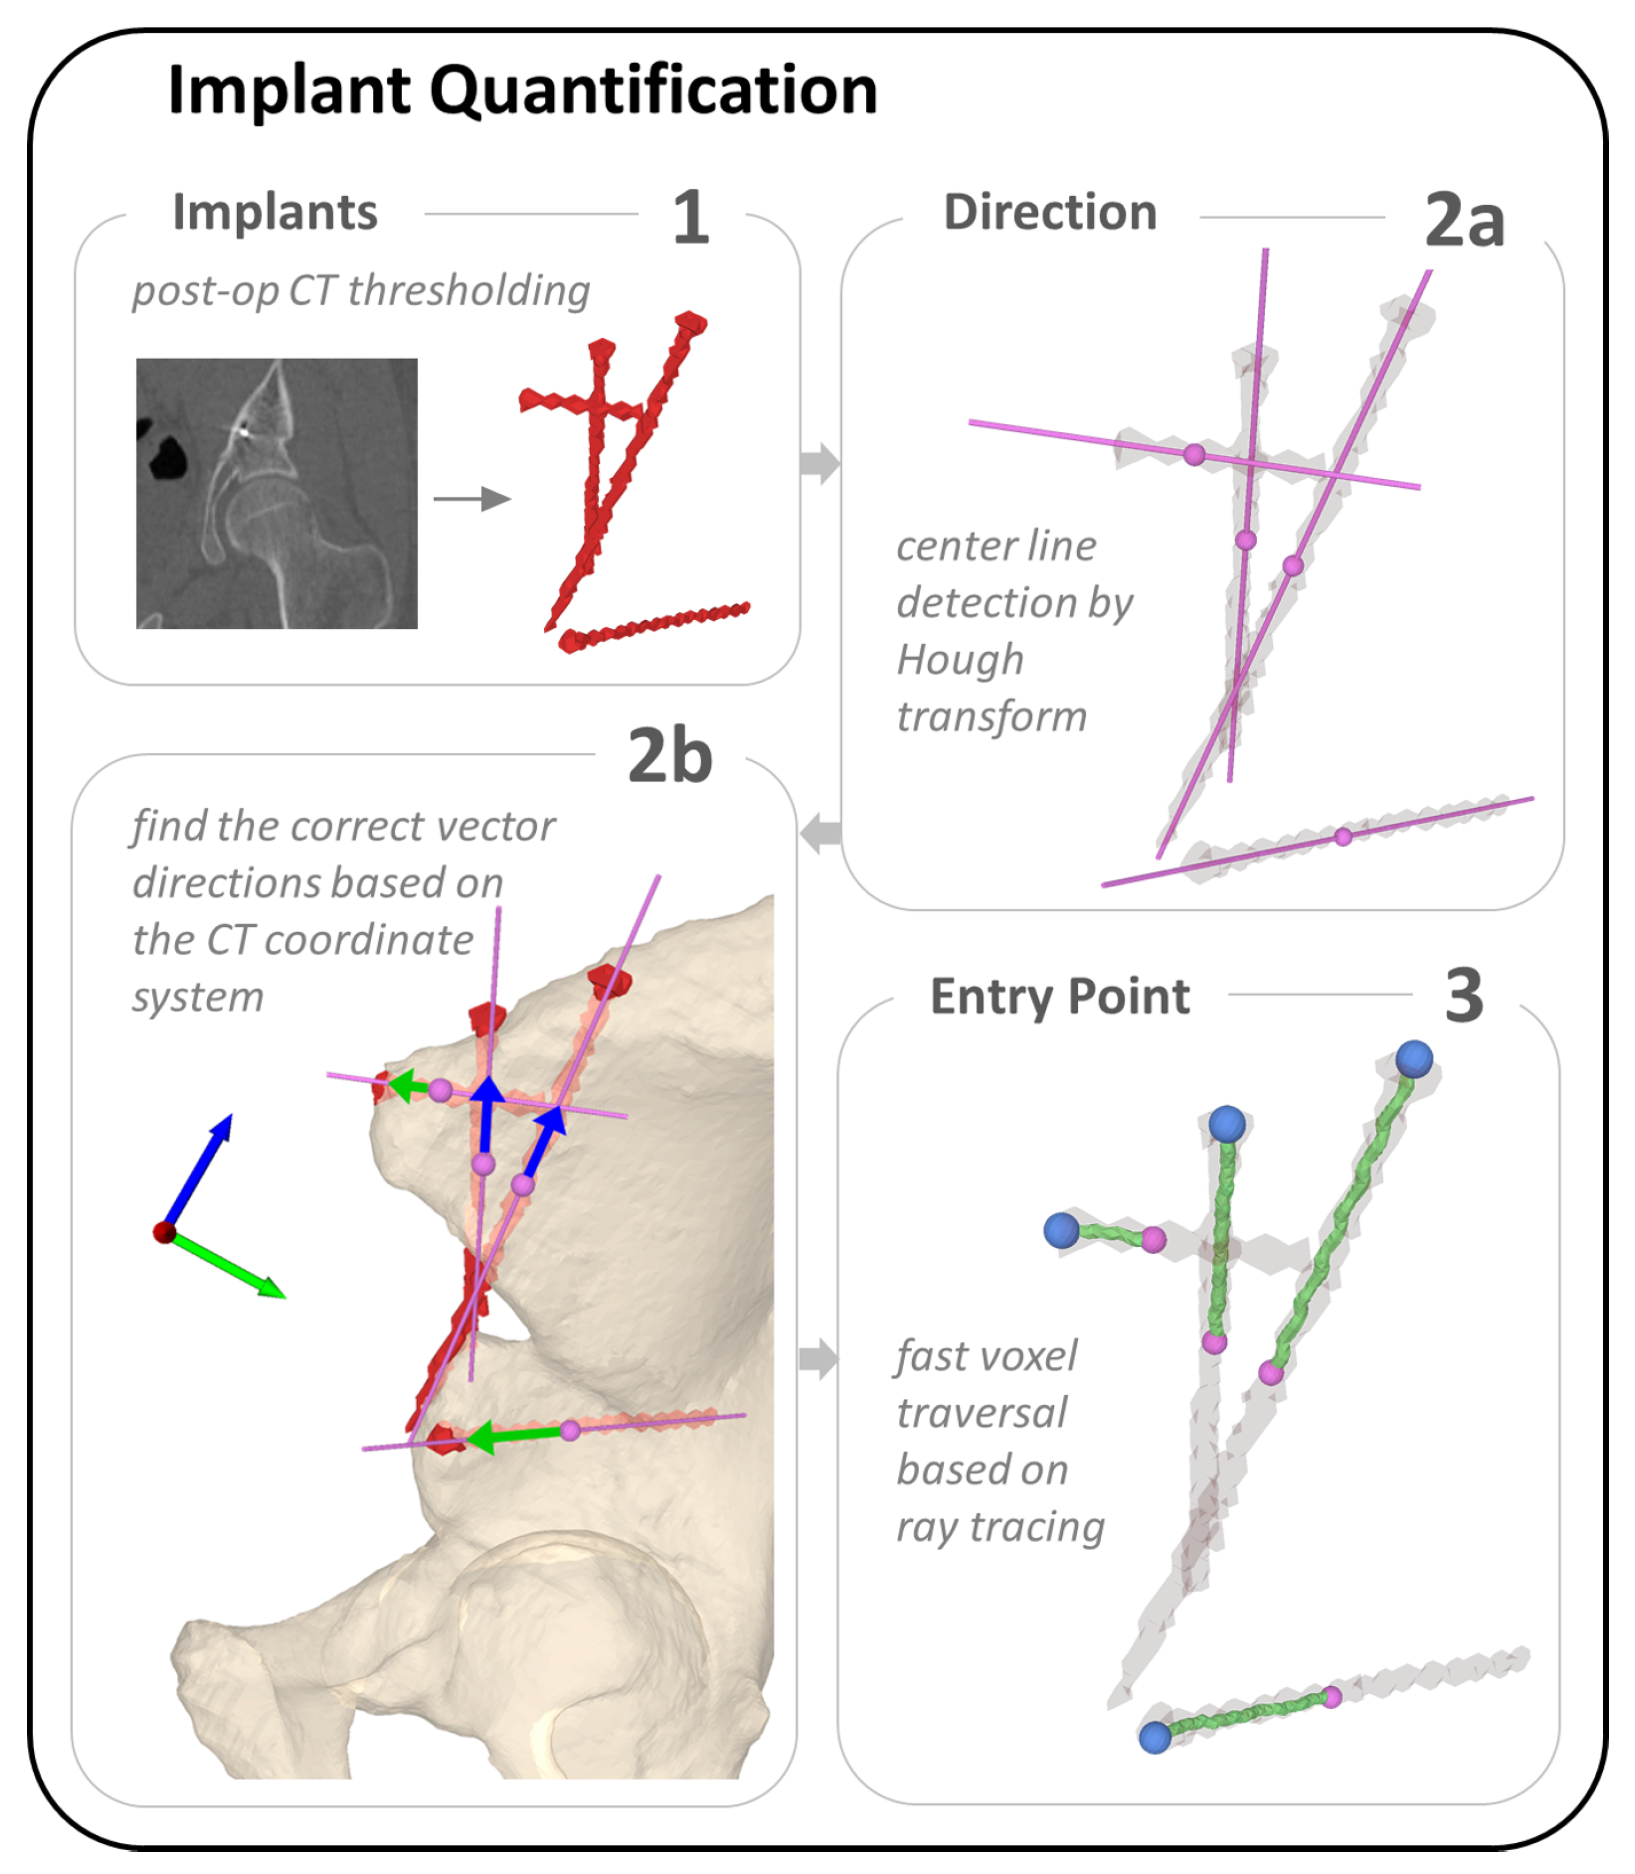 Implant Quantification
Implants 1
post-op CT thresholding
Direction 2a
center line
detection by
Hough
transform
2b
find the correct vector
directions based on
the CT coordinate
system
Entry Point 3
fast voxel
traversal
based on
ray tracing